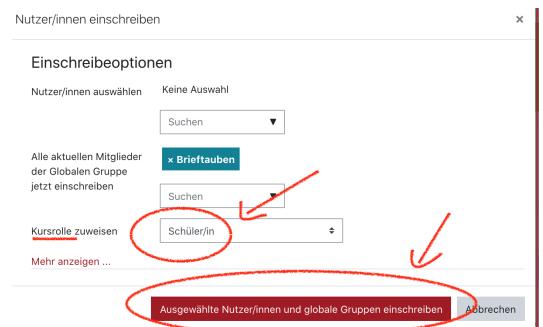 Nutzer/innen einschreiben ×
Einschreibeoptionen
Nutzer/innen auswählen Keine Auswahl
Suchen ▼
Alle aktuellen Mitglieder
der Globalen Gruppe
jetzt einschreiben
× Brieftauben
Suchen ▼
Kursrolle zuweisen Schüler/in
Mehr anzeigen ...
Ausgewählte Nutzer/innen und globale Gruppen einschreiben Abbrechen